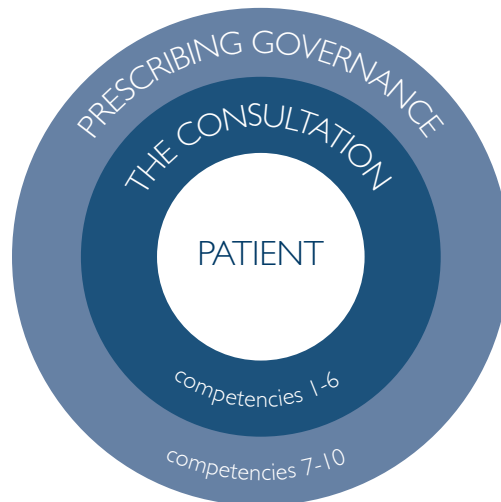 PRESCRIBING GOVERNANCE
THE CONSULTATION
PATIENT
competencies 1-6
competencies 7-10